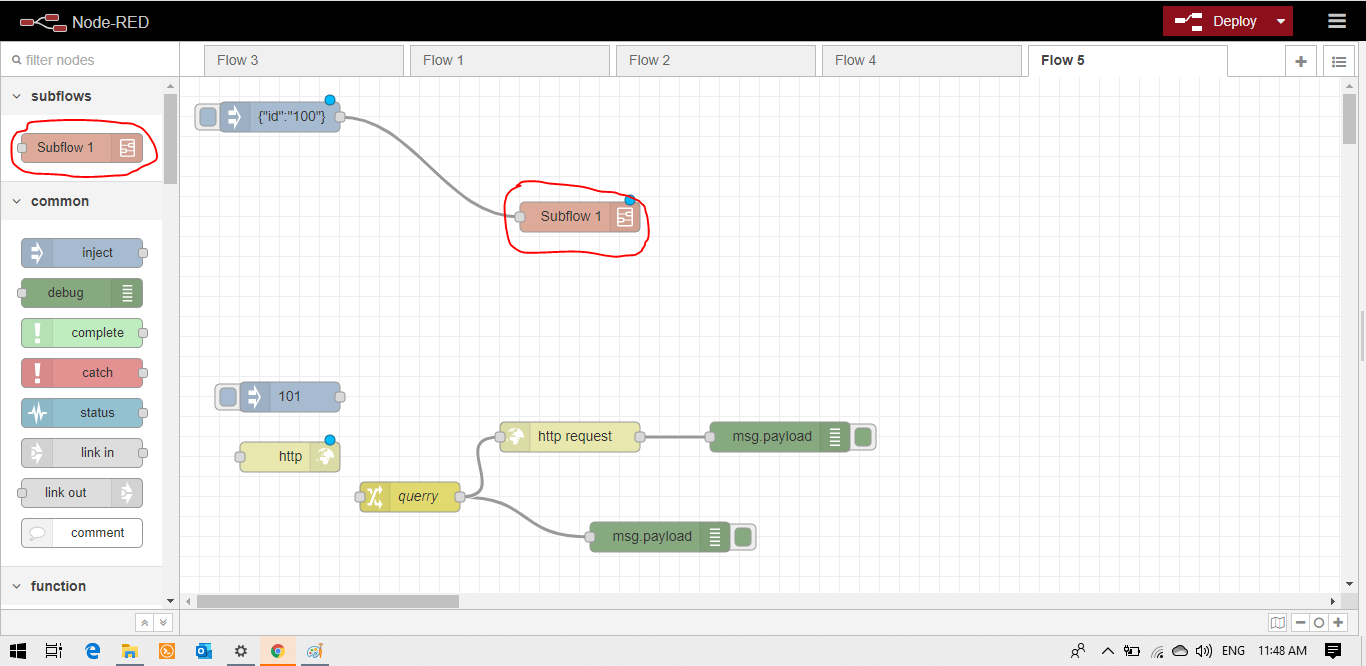 Node-RED
Deploy
filter nodes
Flow 3
Flow 1
Flow 2
Flow 4
Flow 5
subflows
Subflow 1
common
inject
debug
complete
catch
status
link in
link out
comment
function
{"id":"100"}
Subflow 1
101
http
http request
msg.payload
querry
msg.payload
ENG
11:48 AM